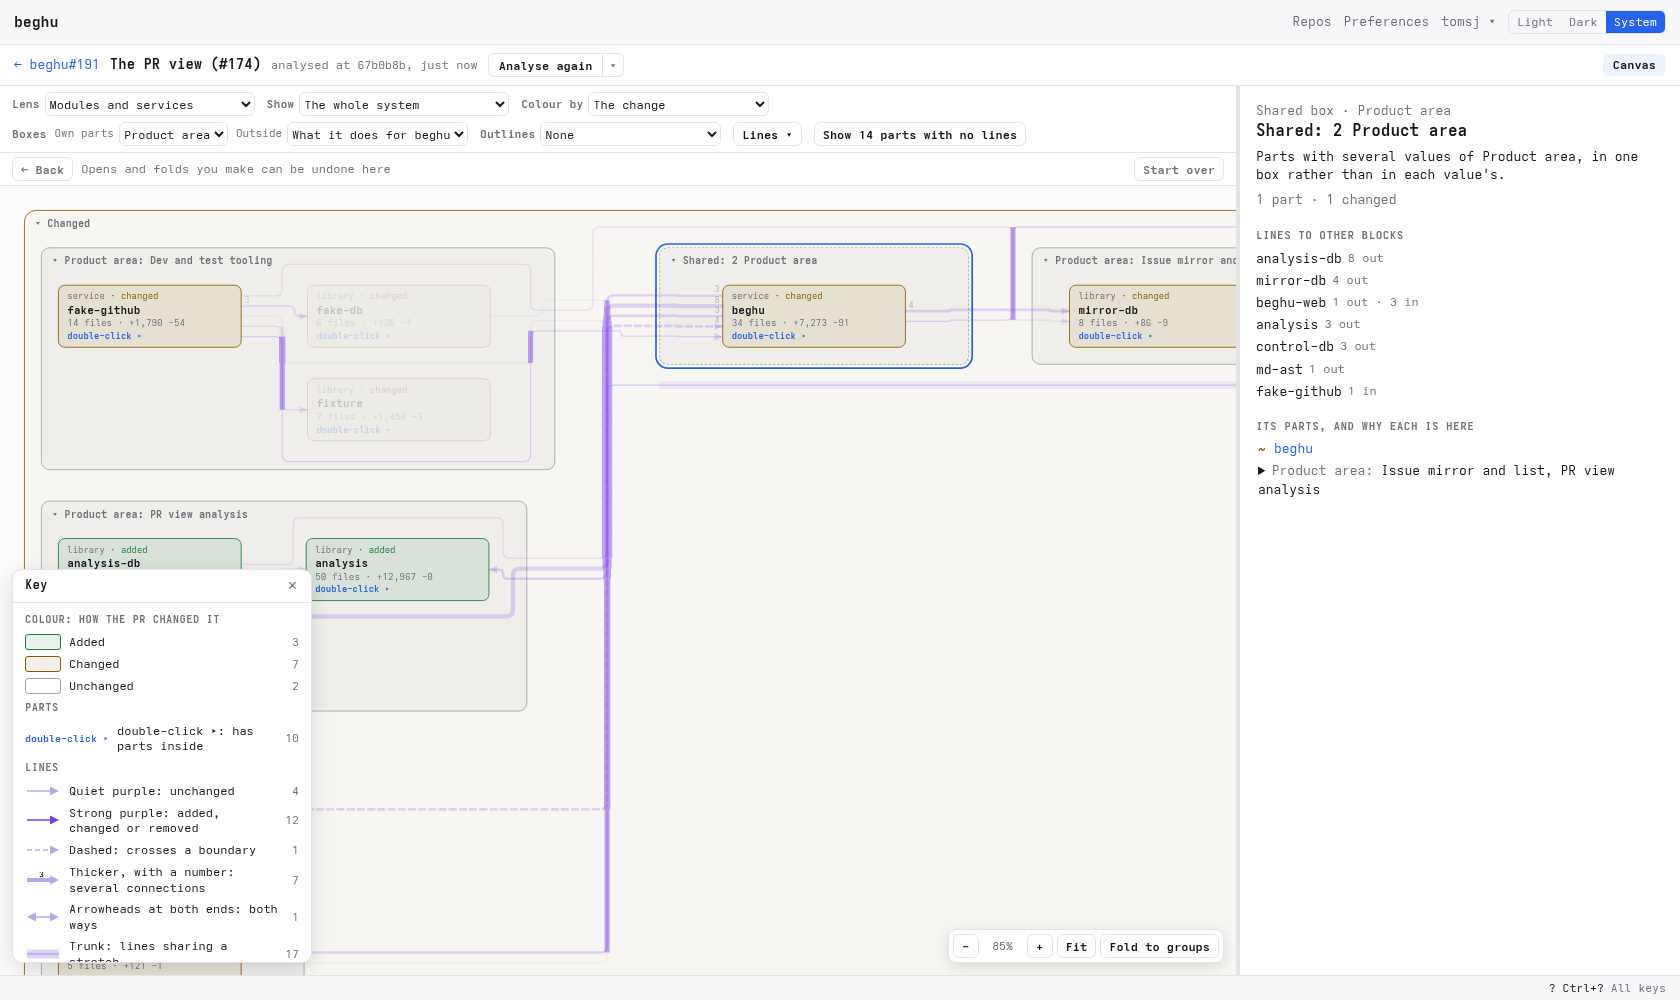 beghu
Repos Preferences tomsj ▾ Light Dark System
← beghu#191 The PR view (#174) analysed at 67b0b8b, just now Analyse again ▾ Canvas
Lens Modules and services Show The whole system Colour by The change
Boxes Own parts Product area Outside What it does for beghu Outlines None Lines ▾ Show 14 parts with no lines
← Back Opens and folds you make can be undone here Start over
▾ Changed
▾ Product area: Dev and test tooling
service · changed
fake-github
14 files · +1,790 -54
double-click ▸
3
library · changed
fake-db
6 files · +136 -1
double-click ▸
library · changed
fixture
7 files · +1,450 -3
double-click ▸
▾ Shared: 2 Product area
3
8
3
4
service · changed
beghu
34 files · +7,273 -91
double-click ▸
4
▾ Product area: Issue mirror and
library · changed
mirror-db
8 files · +86 -9
double-click ▸
▾ Product area: PR view analysis
library · added
analysis-db
library · added
analysis
50 files · +12,967 -0
double-click ▸
5 files · +121 -1
Key ×
COLOUR: HOW THE PR CHANGED IT
Added 3
Changed 7
Unchanged 2
PARTS
double-click ▸ double-click ▸: has parts inside 10
LINES
Quiet purple: unchanged 4
Strong purple: added, changed or removed 12
Dashed: crosses a boundary 1
3 Thicker, with a number: several connections 7
Arrowheads at both ends: both ways 1
Trunk: lines sharing a stretch 17
− 85% + Fit Fold to groups
Shared box · Product area
Shared: 2 Product area
Parts with several values of Product area, in one
box rather than in each value's.
1 part · 1 changed
LINES TO OTHER BLOCKS
analysis-db 8 out
mirror-db 4 out
beghu-web 1 out · 3 in
analysis 3 out
control-db 3 out
md-ast 1 out
fake-github 1 in
ITS PARTS, AND WHY EACH IS HERE
~ beghu
▶ Product area: Issue mirror and list, PR view
analysis
? Ctrl+? All keys